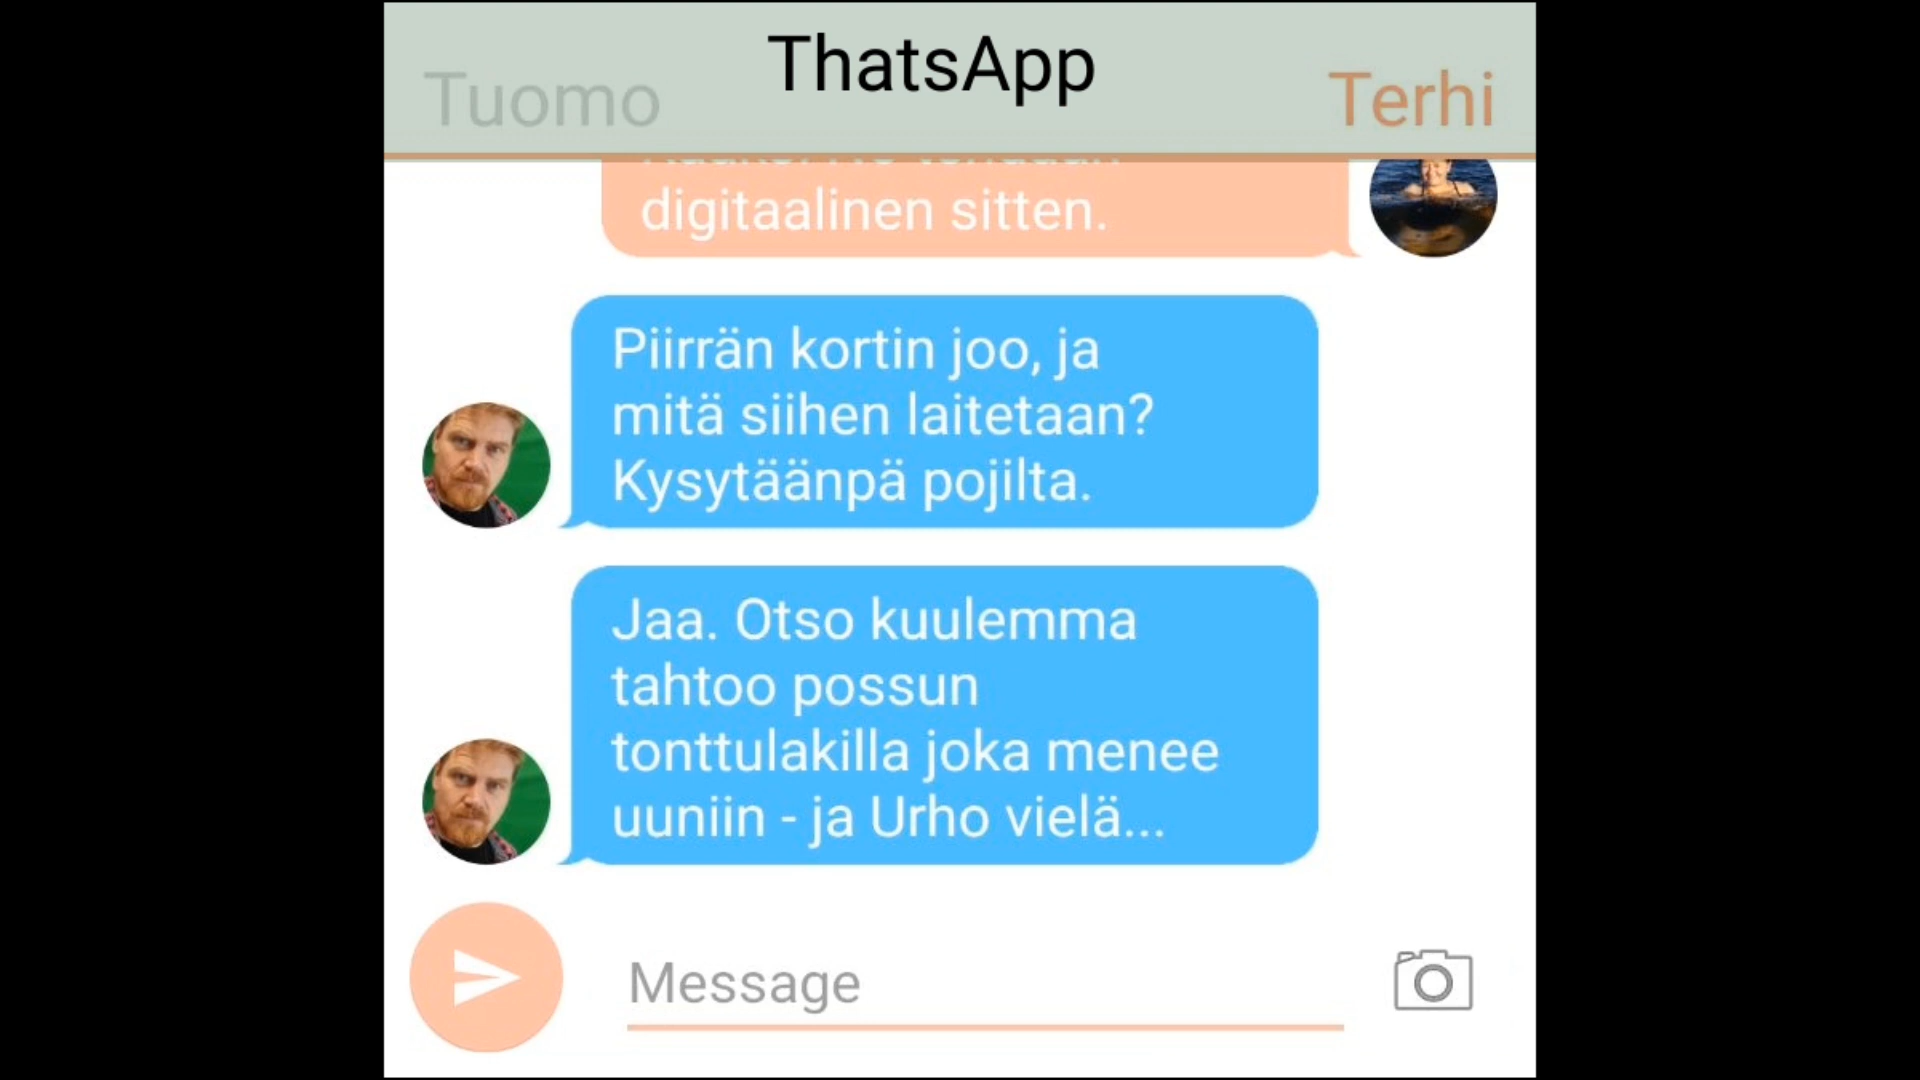 ThatsApp
Tuomo
Terhi
digitaalinen sitten.
Piirrän kortin joo, ja
mitä siihen laitetaan?
Kysytäänpä pojilta.
Jaa. Otso kuulemma
tahtoo possun
tonttulakilla joka menee
uuniin - ja Urho vielä...
Message